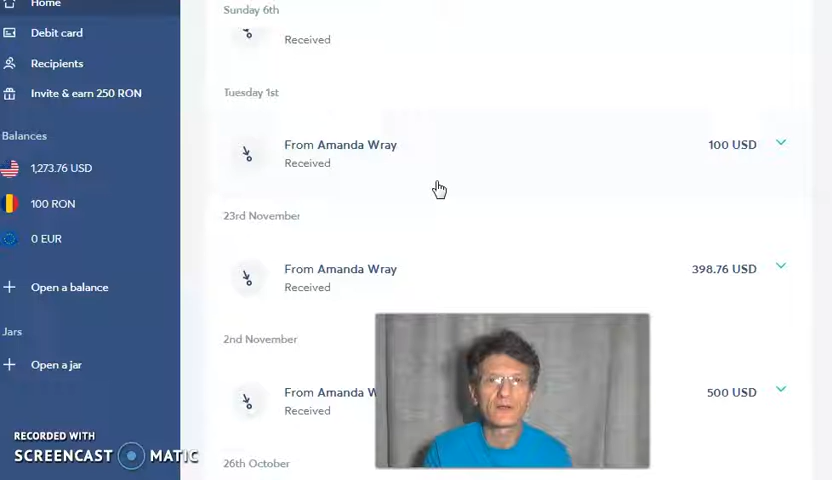 Home
Debit card
Recipients
Invite & earn 250 RON
Balances
1,273.76 USD
100 RON
0 EUR
Open a balance
Jars
Open a jar
RECORDED WITH
SCREENCAST MATIC
Sunday 6th
Received
Tuesday 1st
From Amanda Wray 100 USD
Received
23rd November
From Amanda Wray 398.76 USD
Received
2nd November
From Amanda W 500 USD
Received
26th October